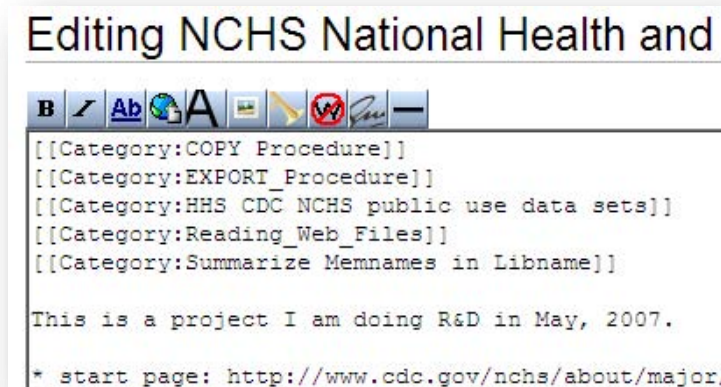 Editing NCHS National Health and
B I Ab A W
[[Category:COPY Procedure]]
[[Category:EXPORT_Procedure]]
[[Category:HHS CDC NCHS public use data sets]]
[[Category:Reading_Web_Files]]
[[Category:Summarize Memnames in Libname]]
This is a project I am doing R&D in May, 2007.
* start page: http://www.cdc.gov/nchs/about/major